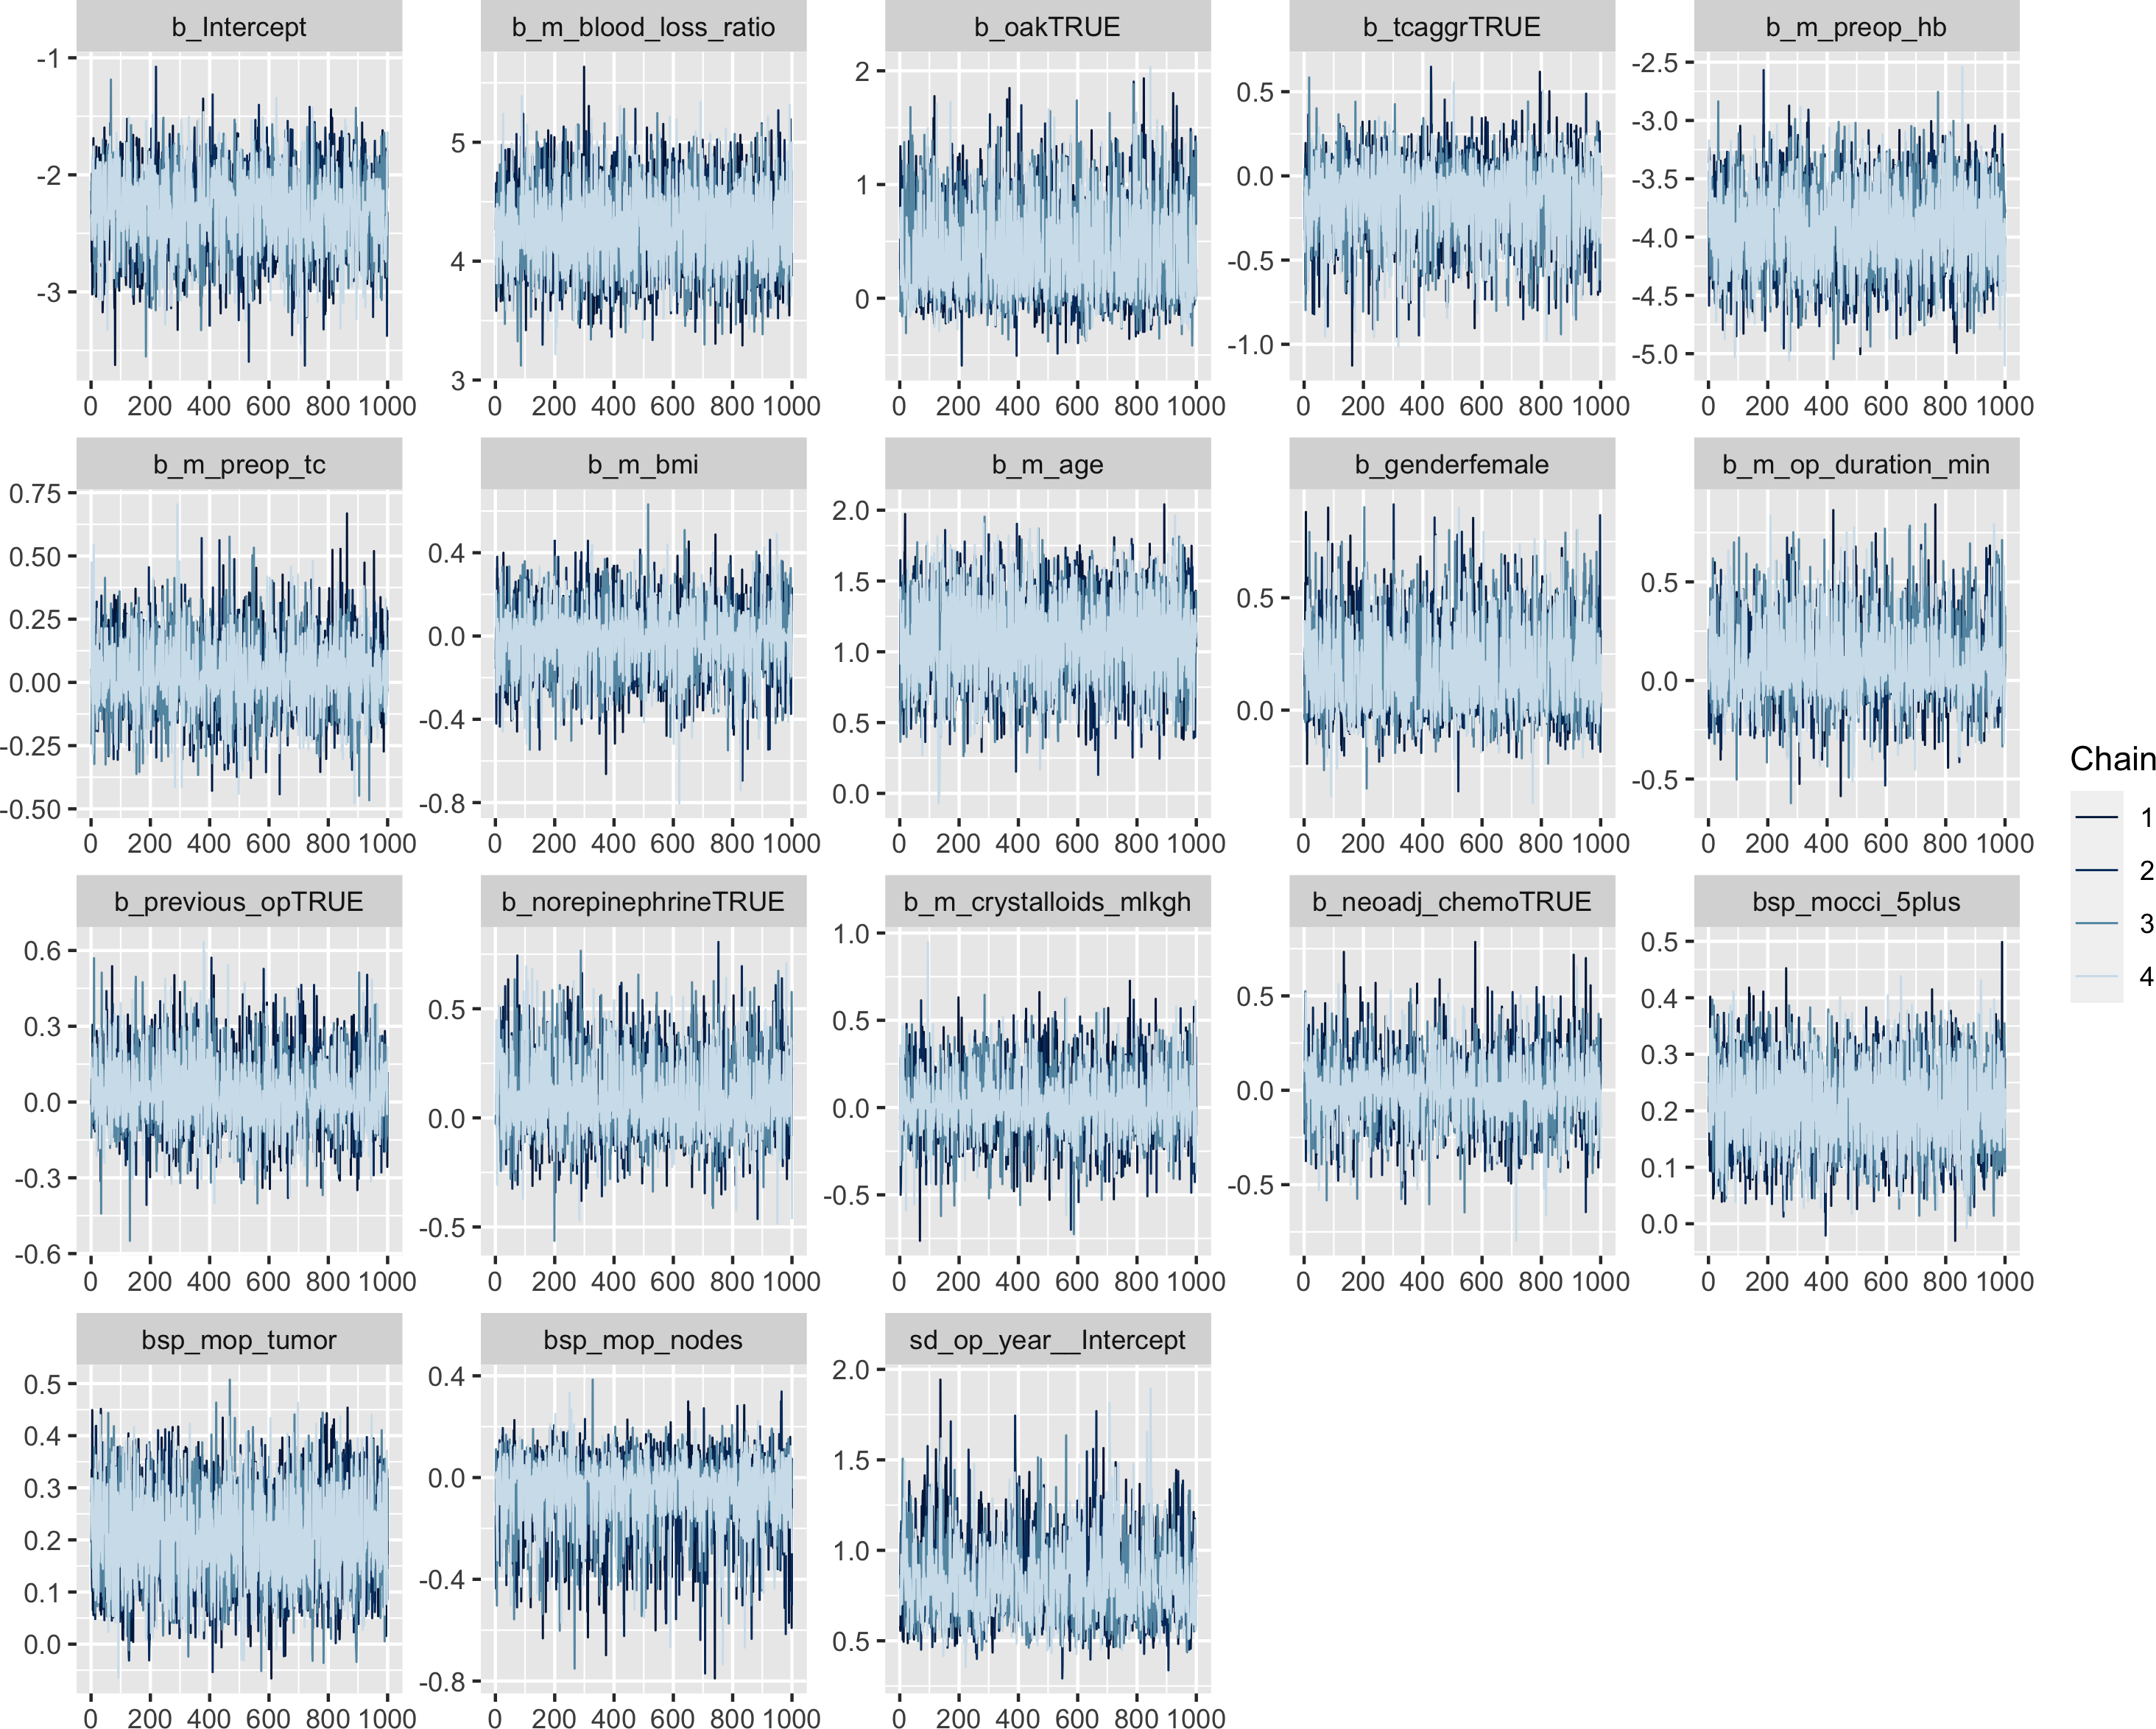 b_Intercept b_m_blood_loss_ratio b_oakTRUE b_tcaggrTRUE b_m_preop_hb
-1 5 2 0.5 -2.5
-2 4 1 0.0 -3.0
-3 3 0 -0.5 -3.5
-1.0 -4.0
-4.5
-5.0
0 200 400 600 800 1000 0 200 400 600 800 1000 0 200 400 600 800 1000 0 200 400 600 800 1000 0 200 400 600 800 1000
b_m_preop_tc b_m_bmi b_m_age b_genderfemale b_m_op_duration_min
0.75 0.4 2.0 0.5 0.5
0.50 0.0 1.5 0.0 0.0
0.25 -0.4 1.0 -0.5
0.00 -0.8 0.5
-0.25 0.0
-0.50
0 200 400 600 800 1000 0 200 400 600 800 1000 0 200 400 600 800 1000 0 200 400 600 800 1000 0 200 400 600 800 1000
b_previous_opTRUE b_norepinephrineTRUE b_m_crystalloids_mlkgh b_neoadj_chemoTRUE bsp_mocci_5plus
0.6 0.5 1.0 0.5 0.5
0.3 0.0 0.5 0.0 0.4
0.0 -0.5 0.0 -0.5 0.3
-0.3 -0.5 0.2
-0.6 0.1
0.0
0 200 400 600 800 1000 0 200 400 600 800 1000 0 200 400 600 800 1000 0 200 400 600 800 1000 0 200 400 600 800 1000
bsp_mop_tumor bsp_mop_nodes sd_op_year__Intercept
0.5 0.4 2.0
0.4 0.0 1.5
0.3 -0.4 1.0
0.2 -0.8 0.5
0.1
0.0
0 200 400 600 800 1000 0 200 400 600 800 1000 0 200 400 600 800 1000
Chain
1
2
3
4